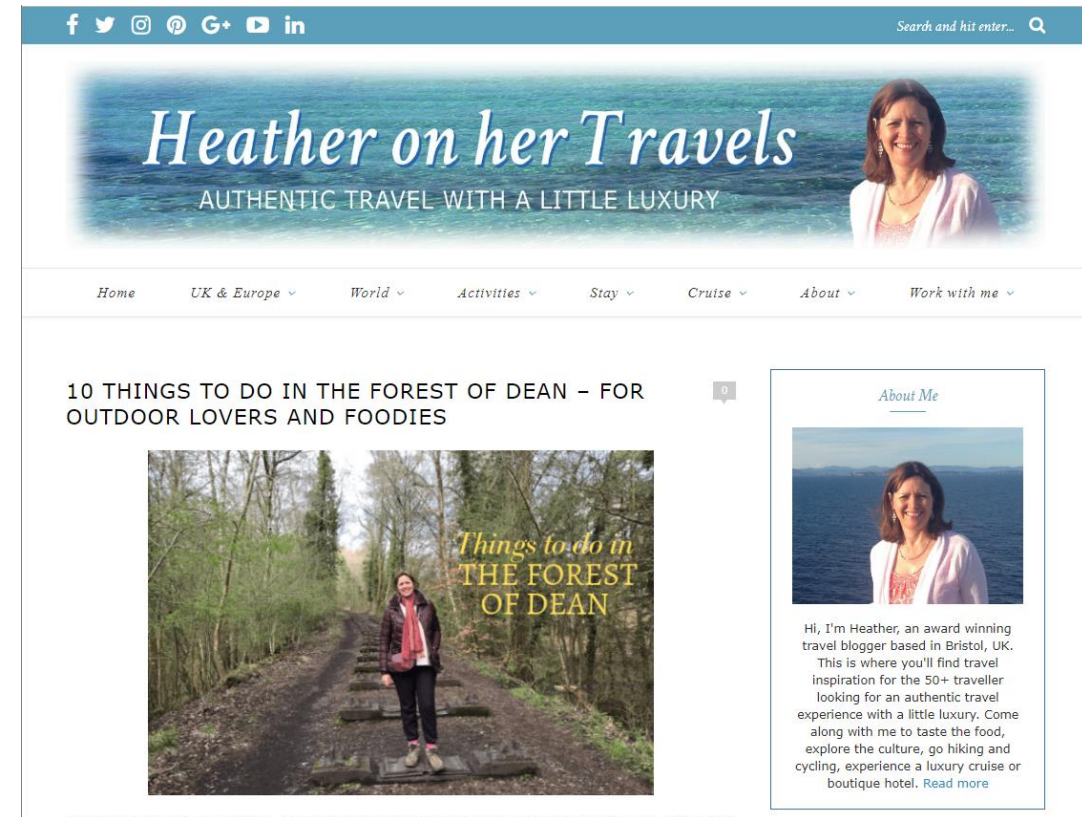 Search and hit enter...
Heather on her Travels
AUTHENTIC TRAVEL WITH A LITTLE LUXURY
Home UK & Europe World Activities Stay Cruise About Work with me
10 THINGS TO DO IN THE FOREST OF DEAN – FOR
OUTDOOR LOVERS AND FOODIES
0
Things to do in
THE FOREST
OF DEAN
About Me
Hi, I'm Heather, an award winning
travel blogger based in Bristol, UK.
This is where you'll find travel
inspiration for the 50+ traveller
looking for an authentic travel
experience with a little luxury. Come
along with me to taste the food,
explore the culture, go hiking and
cycling, experience a luxury cruise or
boutique hotel. Read more